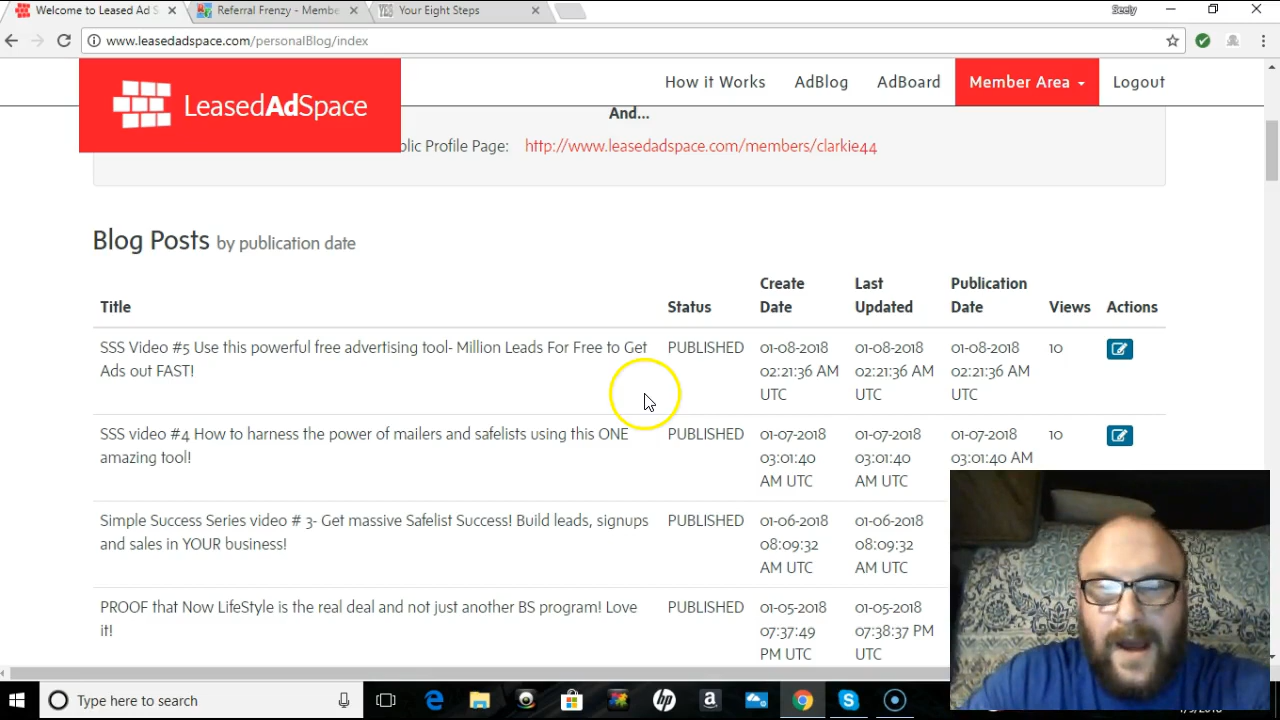 Welcome to Leased Ad S
Referral Frenzy - Membe
YES Your Eight Steps
Seely
www.leasedadspace.com/personalBlog/index
LeasedAdSpace
How it Works
AdBlog
AdBoard
Member Area
Logout
And...
blic Profile Page: http://www.leasedadspace.com/members/clarkie44
Blog Posts by publication date
Title
Status
Create Date
Last Updated
Publication Date
Views
Actions
SSS Video #5 Use this powerful free advertising tool- Million Leads For Free to Get
Ads out FAST!
PUBLISHED
01-08-2018
02:21:36 AM
UTC
01-08-2018
02:21:36 AM
UTC
01-08-2018
02:21:36 AM
UTC
10
SSS video #4 How to harness the power of mailers and safelists using this ONE
amazing tool!
PUBLISHED
01-07-2018
03:01:40
AM UTC
01-07-2018
03:01:40
AM UTC
01-07-2018
03:01:40 AM
10
Simple Success Series video # 3- Get massive Safelist Success! Build leads, signups
and sales in YOUR business!
PUBLISHED
01-06-2018
08:09:32
AM UTC
01-06-2018
08:09:32
AM UTC
PROOF that Now LifeStyle is the real deal and not just another BS program! Love
it!
PUBLISHED
01-05-2018
07:37:49
PM UTC
01-05-2018
07:38:37 PM
UTC
Type here to search
hp
a